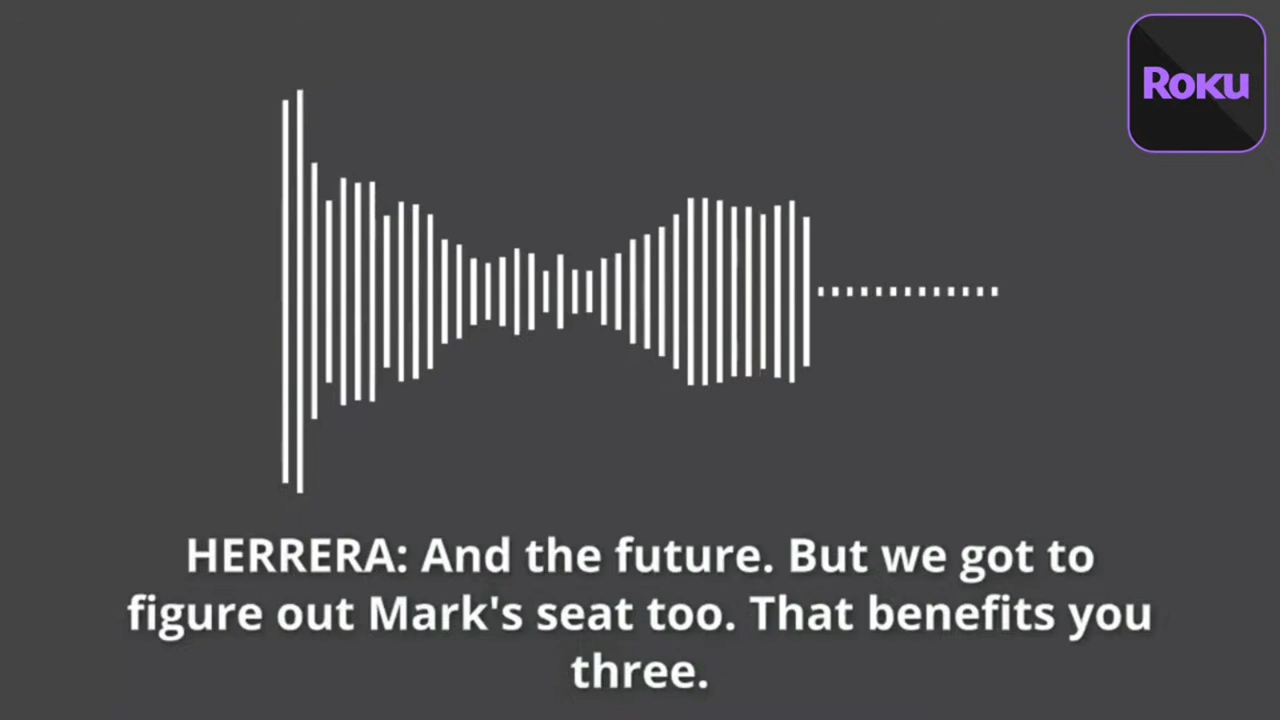 Roku
HERRERA: And the future. But we got to
figure out Mark's seat too. That benefits you
three.